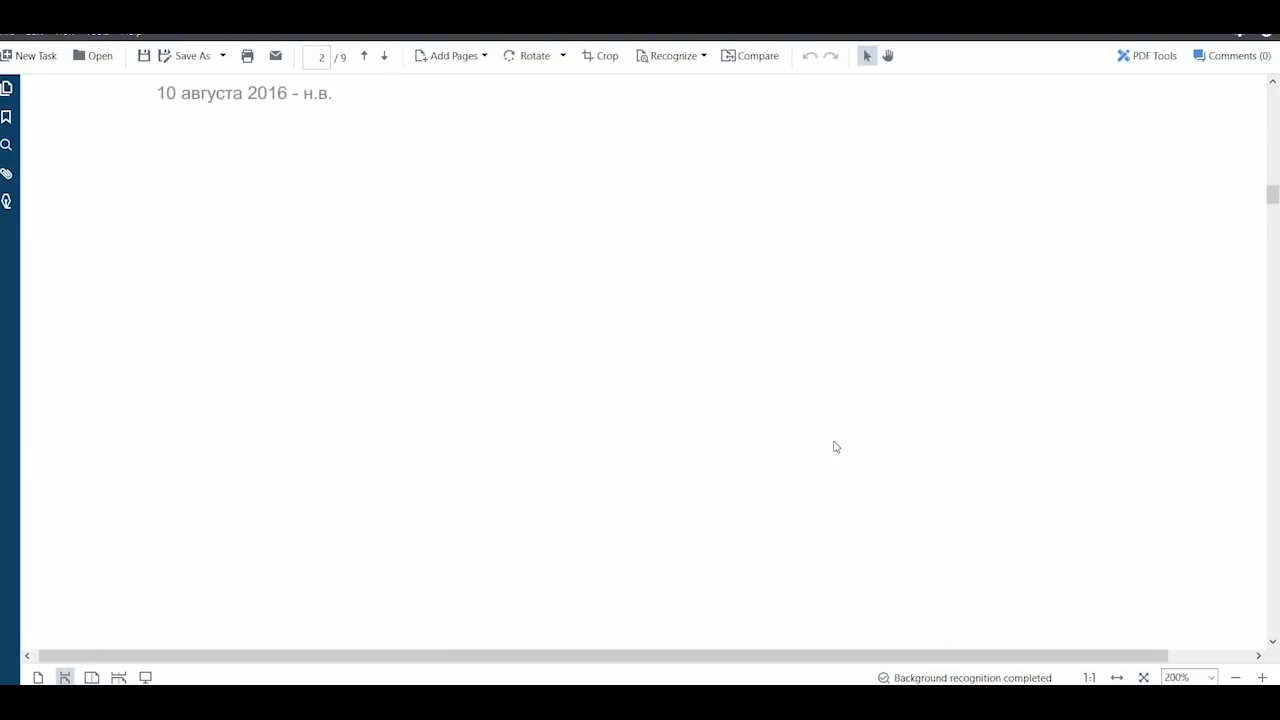 New Task Open Save As 2 / 9 Add Pages Rotate Crop Recognize Compare PDF Tools Comments (0)
10 августа 2016 - н.в.
Background recognition completed 1:1 200%